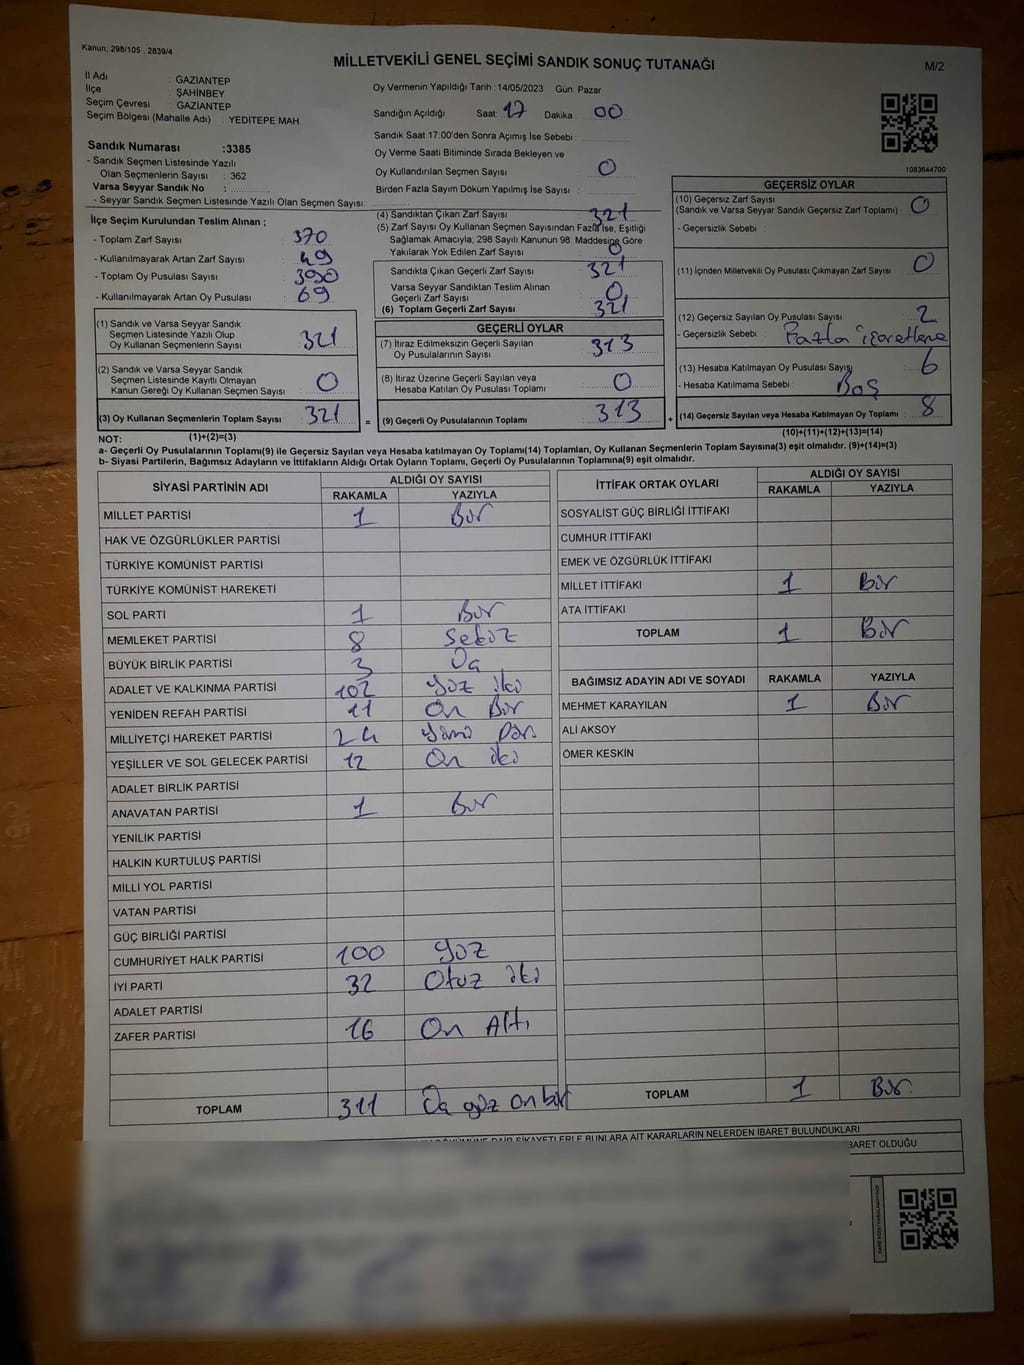 Kanun: 298/105 , 2839/4
MİLLETVEKİLİ GENEL SEÇİMİ SANDIK SONUÇ TUTANAĞI
M/2
İl Adı : GAZIANTEP
İlçe : ŞAHİNBEY
Seçim Çevresi : GAZIANTEP
Seçim Bölgesi (Mahalle Adı) : YEDİTEPE MAH.
Sandık Numarası :3385
- Sandık Seçmen Listesinde Yazılı
Olan Seçmenlerin Sayısı : 362
Varsa Seyyar Sandık No :
- Seyyar Sandık Seçmen Listesinde Yazılı Olan Seçmen Sayısı:
Oy Vermenin Yapıldığı Tarih :14/05/2023 Gün: Pazar
Sandığın Açıldığı Saat: 17 Dakika : 00
Sandık Saat 17:00'den Sonra Açımış İse Sebebi :
Oy Verme Saati Bitiminde Sırada Bekleyen ve
Oy Kullandırılan Seçmen Sayısı : 0
Birden Fazla Sayım Döküm Yapılmış İse Sayısı :
1083644700
İlçe Seçim Kurulundan Teslim Alınan ;
- Toplam Zarf Sayısı : 370
- Kullanılmayarak Artan Zarf Sayısı : 49
- Toplam Oy Pusulası Sayısı : 390
- Kullanılmayarak Artan Oy Pusulası : 69
(1) Sandık ve Varsa Seyyar Sandık
Seçmen Listesinde Yazılı Olup
Oy Kullanan Seçmenlerin Sayısı : 321
(2) Sandık ve Varsa Seyyar Sandık
Seçmen Listesinde Kayıtlı Olmayan
Kanun Gereği Oy Kullanan Seçmen Sayısı : 0
(3) Oy Kullanan Seçmenlerin Toplam Sayısı : 321
(1)+(2)=(3)
(4) Sandıktan Çıkan Zarf Sayısı : 321
(5) Zarf Sayısı Oy Kullanan Seçmen Sayısından Fazla İse, Eşitliği
Sağlamak Amacıyla; 298 Sayılı Kanunun 98. Maddesine Göre
Yakılarak Yok Edilen Zarf Sayısı : 0
Sandıkta Çıkan Geçerli Zarf Sayısı : 321
Varsa Seyyar Sandıktan Teslim Alınan
Geçerli Zarf Sayısı : 0
(6) Toplam Geçerli Zarf Sayısı : 321
GEÇERLİ OYLAR
(7) İtiraz Edilmeksizin Geçerli Sayılan
Oy Pusulalarının Sayısı : 313
(8) İtiraz Üzerine Geçerli Sayılan veya
Hesaba Katılan Oy Pusulası Toplamı : 0
= (9) Geçerli Oy Pusulalarının Toplamı : 313 +
GEÇERSİZ OYLAR
(10) Geçersiz Zarf Sayısı
(Sandık ve Varsa Seyyar Sandık Geçersiz Zarf Toplamı) : 0
- Geçersizlik Sebebi :
(11) İçinden Milletvekili Oy Pusulası Çıkmayan Zarf Sayısı : 0
(12) Geçersiz Sayılan Oy Pusulası Sayısı : 2
- Geçersizlik Sebebi : Fazla işaretleme
(13) Hesaba Katılmayan Oy Pusulası Sayısı : 6
- Hesaba Katılmama Sebebi : Boş
(14) Geçersiz Sayılan veya Hesaba Katılmayan Oy Toplamı : 8
(10)+(11)+(12)+(13)=(14)
NOT:
a- Geçerli Oy Pusulalarının Toplamı(9) ile Geçersiz Sayılan veya Hesaba katılmayan Oy Toplamı(14) Toplamları, Oy Kullanan Seçmenlerin Toplam Sayısına(3) eşit olmalıdır. (9)+(14)=(3)
b- Siyasi Partilerin, Bağımsız Adayların ve İttifakların Aldığı Ortak Oyların Toplamı, Geçerli Oy Pusulalarının Toplamına(9) eşit olmalıdır.
SİYASİ PARTİNİN ADI ALDIĞI OY SAYISI
RAKAMLA YAZIYLA
MİLLET PARTİSİ 1 Bir
HAK VE ÖZGÜRLÜKLER PARTİSİ
TÜRKİYE KOMÜNİST PARTİSİ
TÜRKİYE KOMÜNİST HAREKETİ
SOL PARTİ 1 Bir
MEMLEKET PARTİSİ 8 Sekiz
BÜYÜK BİRLİK PARTİSİ 3 Üç
ADALET VE KALKINMA PARTİSİ 102 Yüz iki
YENİDEN REFAH PARTİSİ 11 On Bir
MİLLİYETÇİ HAREKET PARTİSİ 24
YEŞİLLER VE SOL GELECEK PARTİSİ 12 On iki
ADALET BİRLİK PARTİSİ
ANAVATAN PARTİSİ 1 Bir
YENİLİK PARTİSİ
HALKIN KURTULUŞ PARTİSİ
MİLLİ YOL PARTİSİ
VATAN PARTİSİ
GÜÇ BİRLİĞİ PARTİSİ
CUMHURİYET HALK PARTİSİ 100 Yüz
İYİ PARTİ 32 Otuz iki
ADALET PARTİSİ
ZAFER PARTİSİ 16 On Altı
TOPLAM 311 Üç yüz on bir
İTTİFAK ORTAK OYLARI ALDIĞI OY SAYISI
RAKAMLA YAZIYLA
SOSYALİST GÜÇ BİRLİĞİ İTTİFAKI
CUMHUR İTTİFAKI
EMEK VE ÖZGÜRLÜK İTTİFAKI
MİLLET İTTİFAKI 1 Bir
ATA İTTİFAKI
TOPLAM 1 Bir
BAĞIMSIZ ADAYIN ADI VE SOYADI RAKAMLA YAZIYLA
MEHMET KARAYILAN 1 Bir
ALİ AKSOY
ÖMER KESKİN
TOPLAM 1 Bir.
DAİR ŞİKAYETLERLE BUNLARA AİT KARARLARIN NELERDEN İBARET BULUNDUKLARI
İBARET OLDUĞU